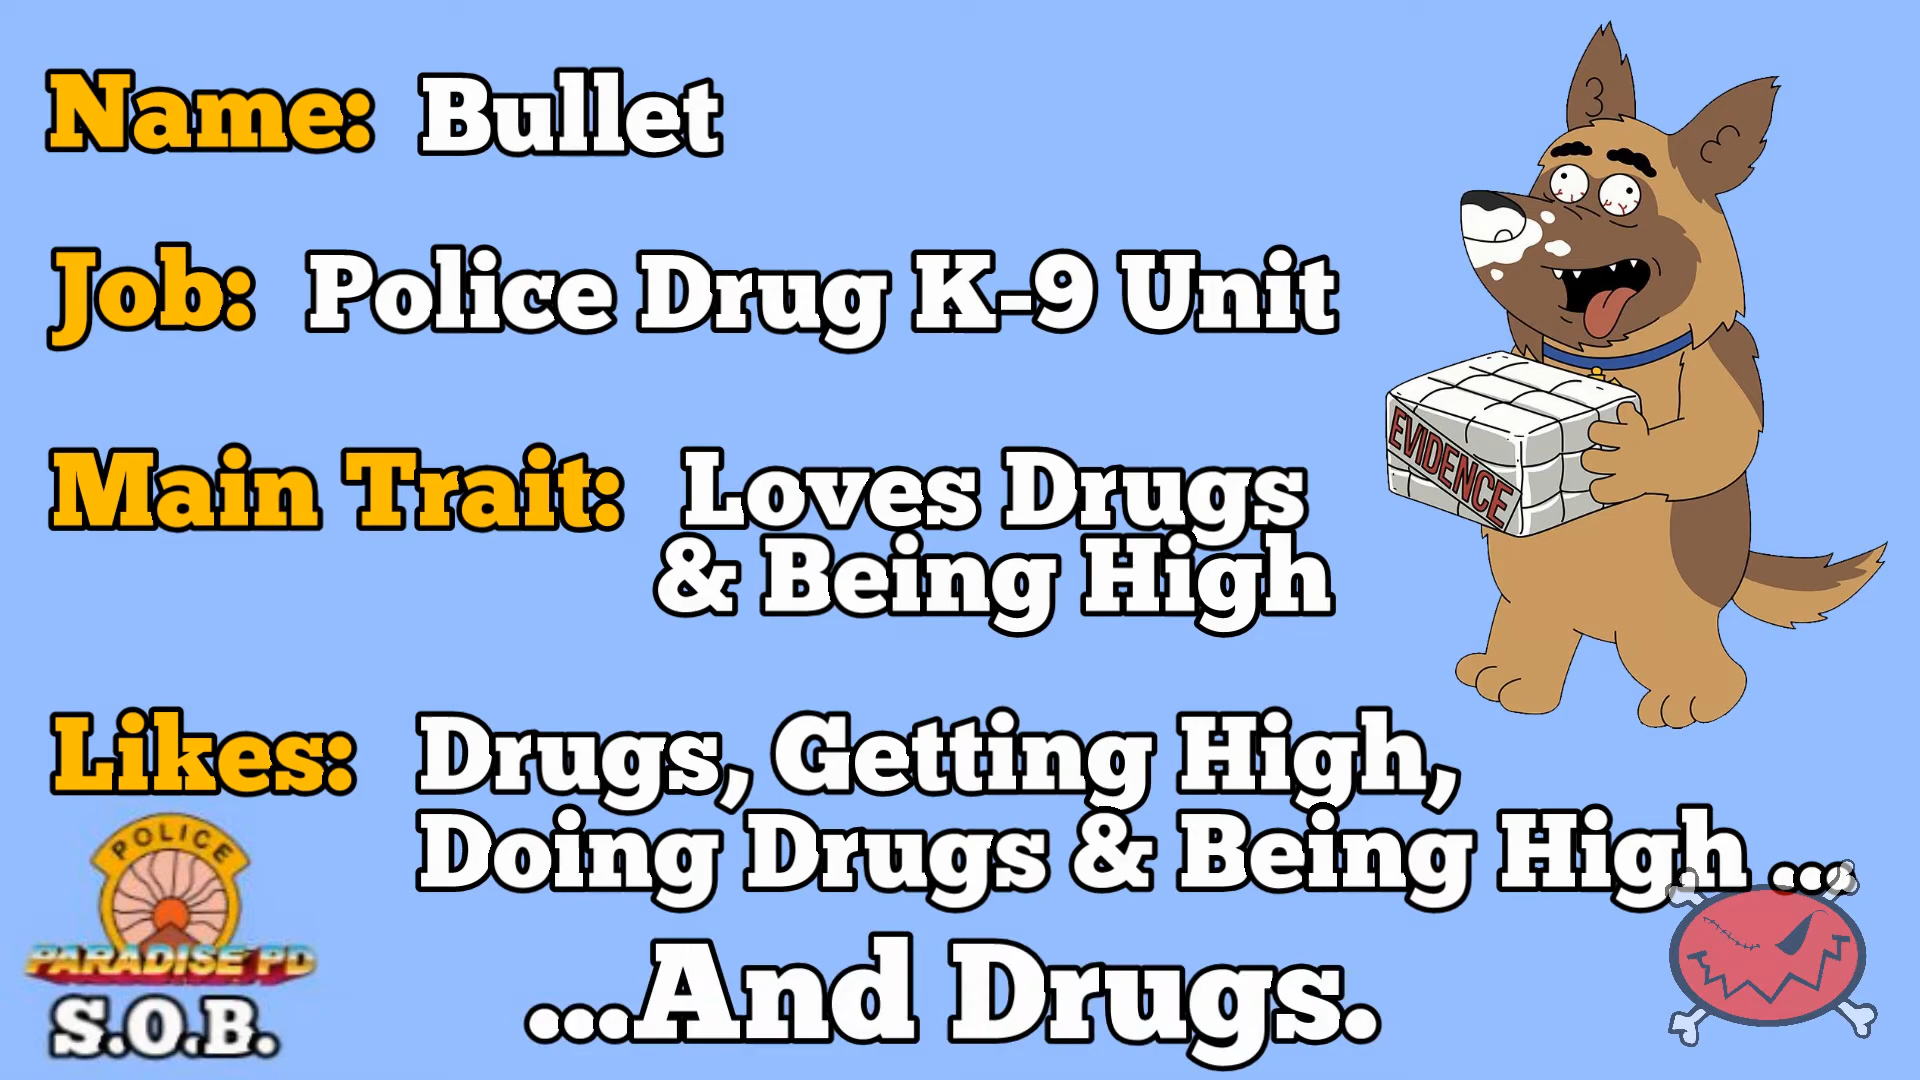 Name: Bullet
Job: Police Drug K-9 Unit
EVIDENCE
Main Trait: Loves Drugs
& Being High
Likes: Drugs, Getting High,
Doing Drugs & Being High ...
...And Drugs.
POLICE
PARADISE PD
S.O.B.